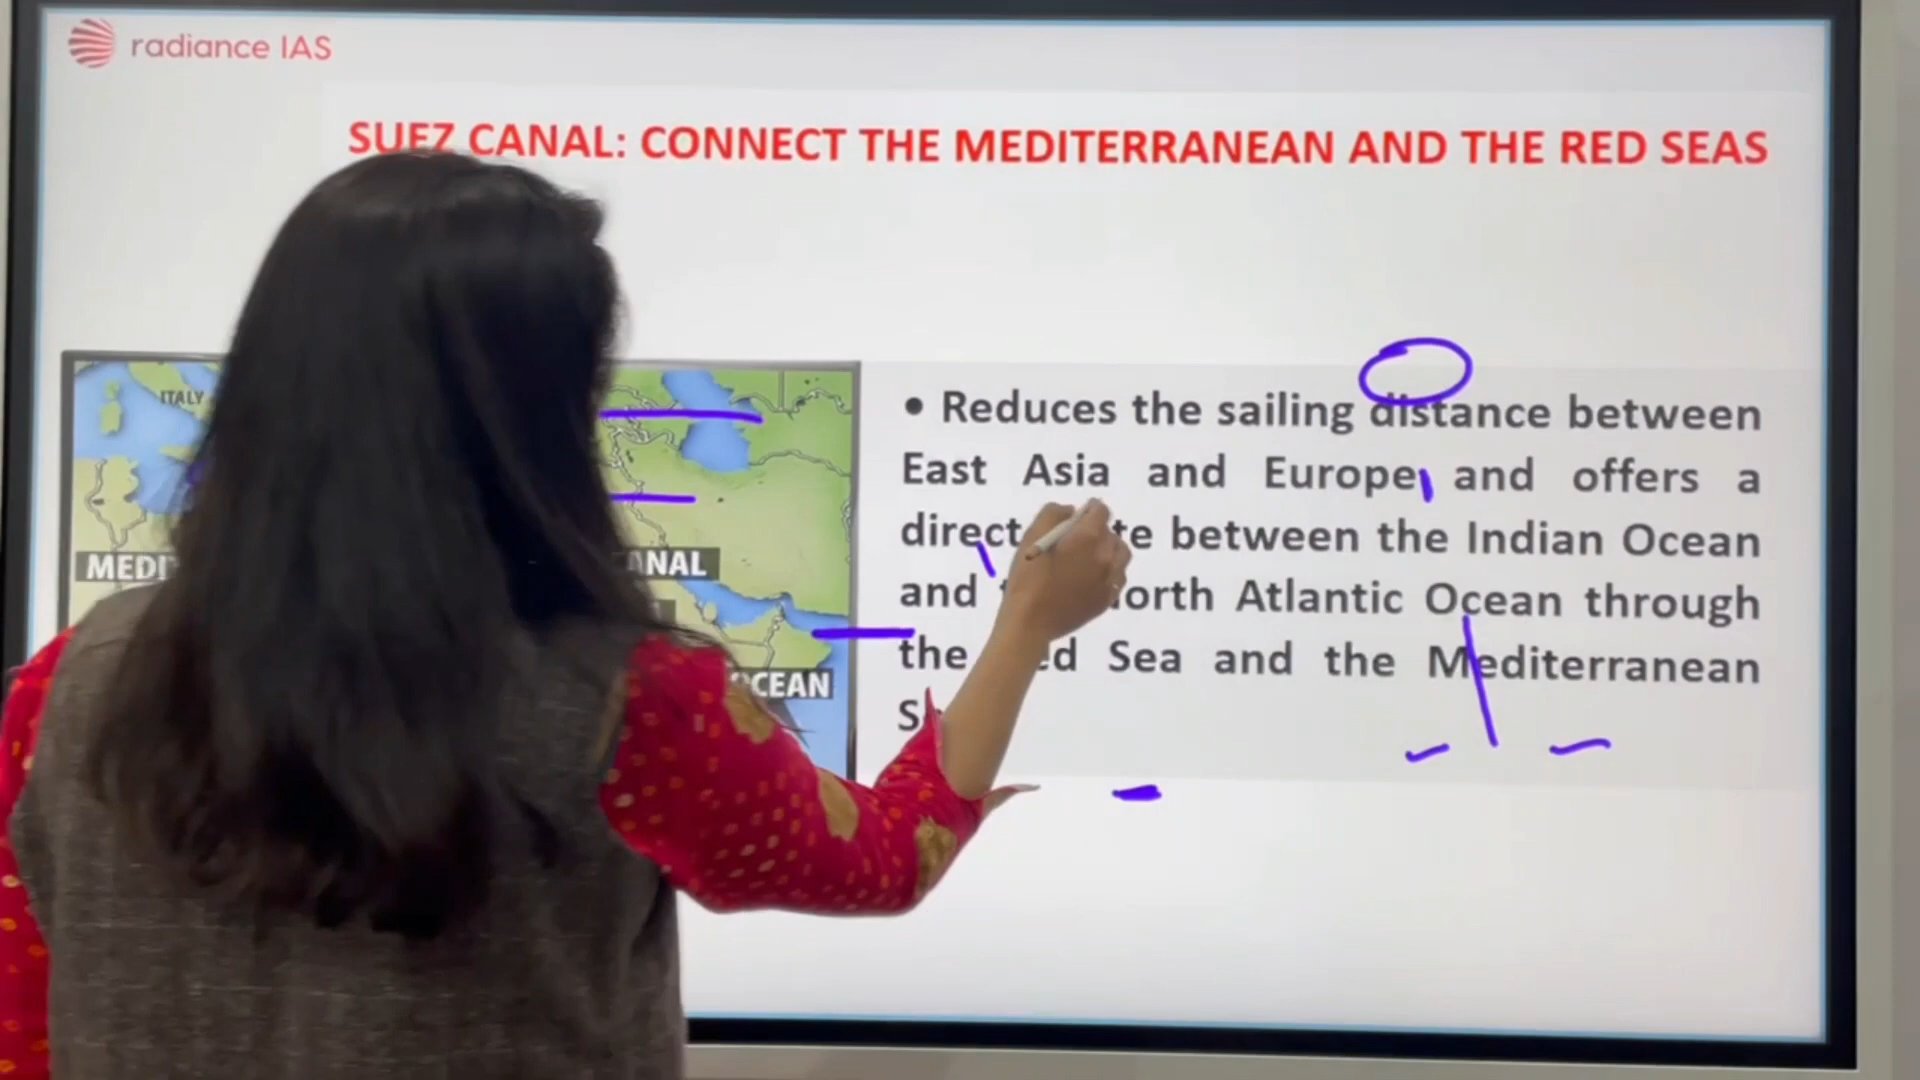 radiance IAS
SUEZ CANAL: CONNECT THE MEDITERRANEAN AND THE RED SEAS
ITALY
MEDI
ANAL
OCEAN
• Reduces the sailing distance between
East Asia and Europe, and offers a
direct between the Indian Ocean
and North Atlantic Ocean through
the Red Sea and the Mediterranean